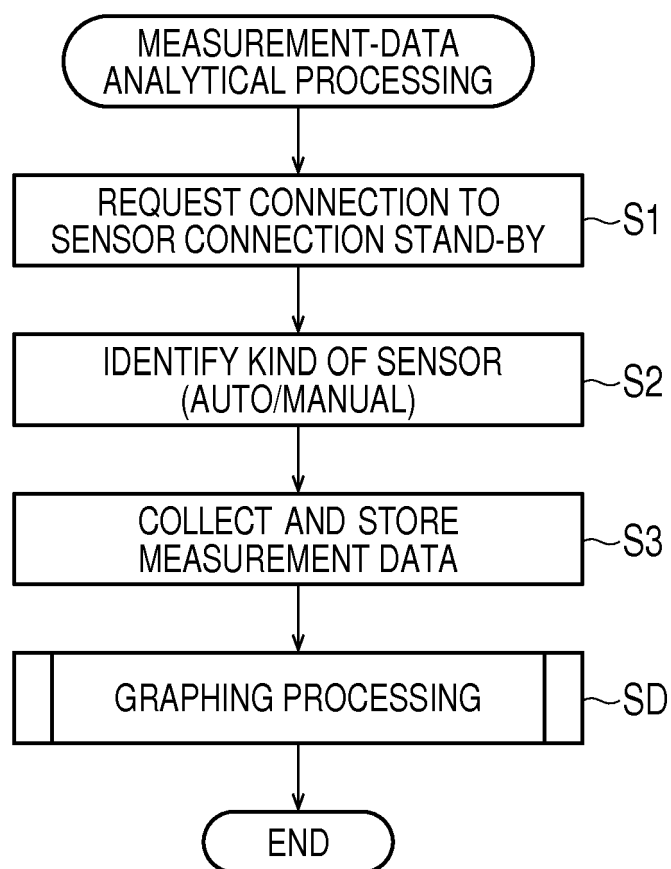 MEASUREMENT-DATA
ANALYTICAL PROCESSING
REQUEST CONNECTION TO
SENSOR CONNECTION STAND-BY
S1
IDENTIFY KIND OF SENSOR
(AUTO/MANUAL)
S2
COLLECT AND STORE
MEASUREMENT DATA
S3
GRAPHING PROCESSING
SD
END